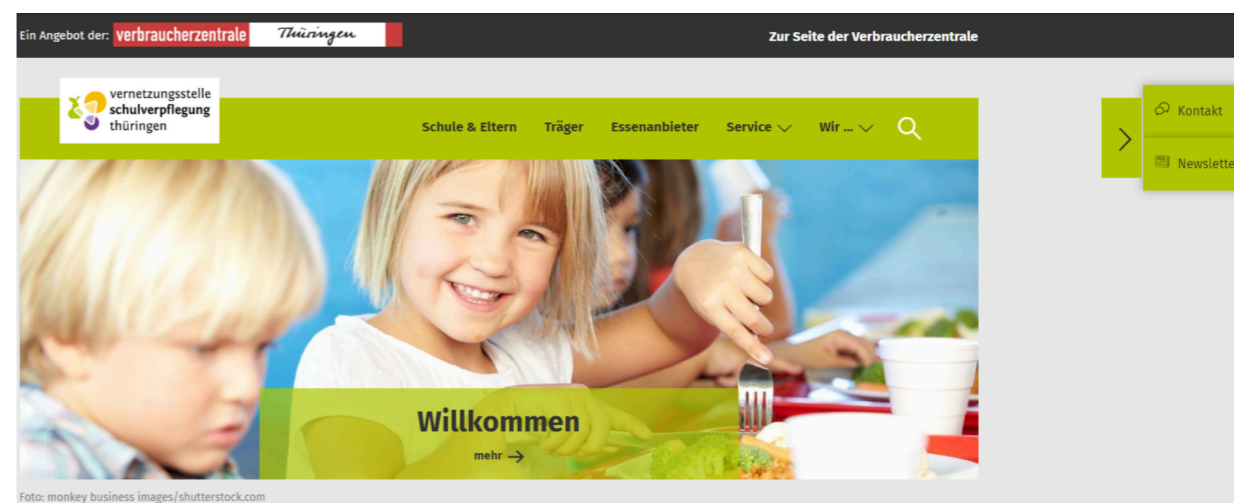 Ein Angebot der: verbraucherzentrale Thüringen
Zur Seite der Verbraucherzentrale
vernetzungsstelle
schulverpflegung
thüringen
Schule & Eltern Träger Essenanbieter Service Wir ...
Kontakt
Newslette
Willkommen
mehr →
Foto: monkey business images/shutterstock.com